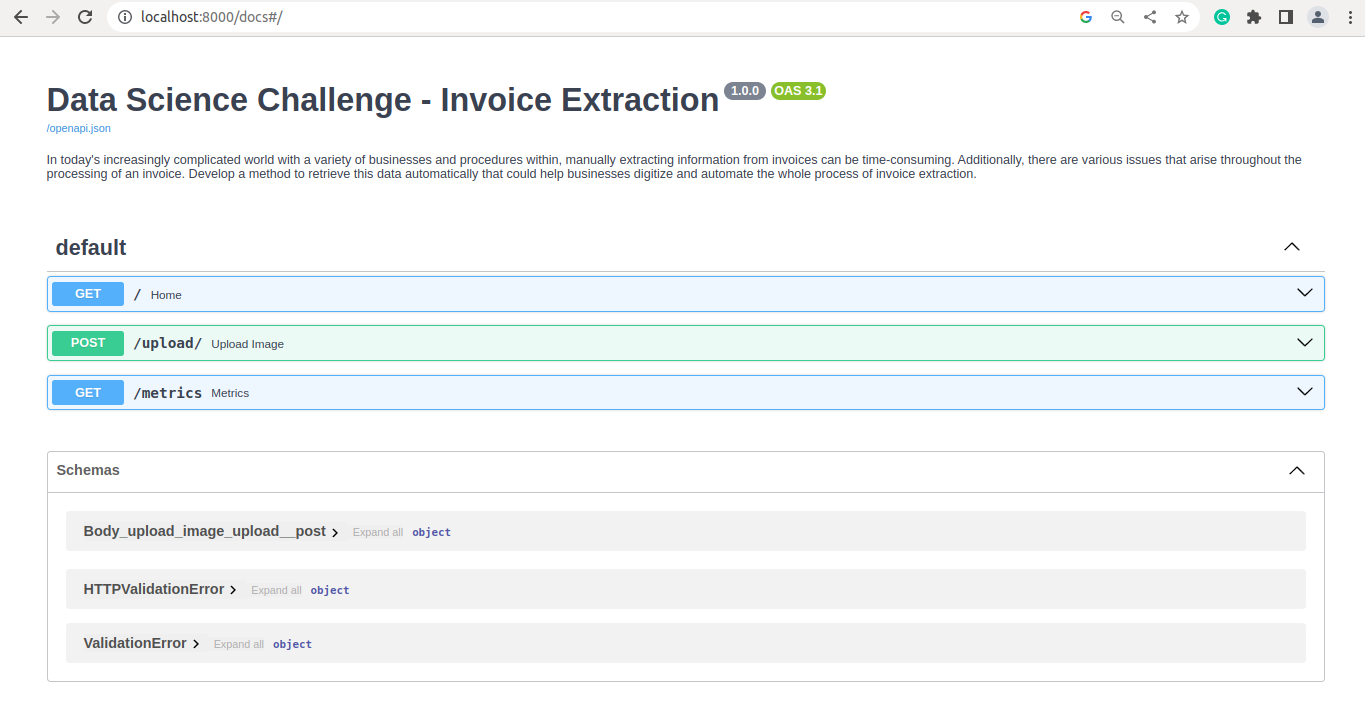 localhost:8000/docs#/
Data Science Challenge - Invoice Extraction 1.0.0 OAS 3.1
/openapi.json
In today's increasingly complicated world with a variety of businesses and procedures within, manually extracting information from invoices can be time-consuming. Additionally, there are various issues that arise throughout the
processing of an invoice. Develop a method to retrieve this data automatically that could help businesses digitize and automate the whole process of invoice extraction.
default
GET / Home
POST /upload/ Upload Image
GET /metrics Metrics
Schemas
Body_upload_image_upload__post Expand all object
HTTPValidationError Expand all object
ValidationError Expand all object